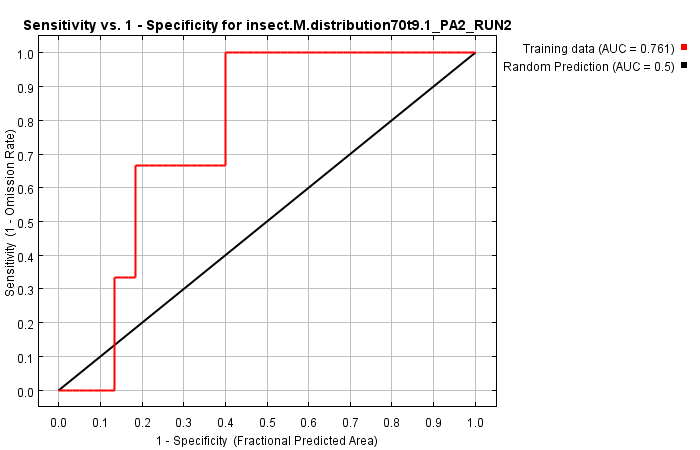 Sensitivity vs. 1 - Specificity for insect.M.distribution70t9.1_PA2_RUN2
Training data (AUC = 0.761)
Random Prediction (AUC = 0.5)
Sensitivity (1 - Omission Rate)
1.0
0.9
0.8
0.7
0.6
0.5
0.4
0.3
0.2
0.1
0.0
0.0 0.1 0.2 0.3 0.4 0.5 0.6 0.7 0.8 0.9 1.0
1 - Specificity (Fractional Predicted Area)